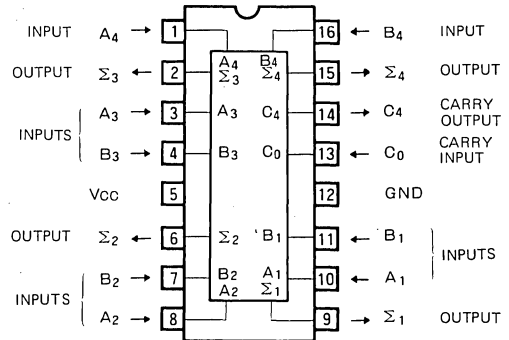 INPUT A4 1 16 B4 INPUT
A4 B4
OUTPUT Σ3 2 Σ3 Σ4 15 Σ4 OUTPUT
INPUTS
A3 3 A3 C4 14 C4 CARRY OUTPUT
B3 4 B3 C0 13 C0 CARRY INPUT
VCC 5 12 GND
OUTPUT Σ2 6 Σ2 B1 11 B1
INPUTS
B2 7 B2 A1 10 A1
INPUTS
A2 8 A2 Σ1 9 Σ1 OUTPUT